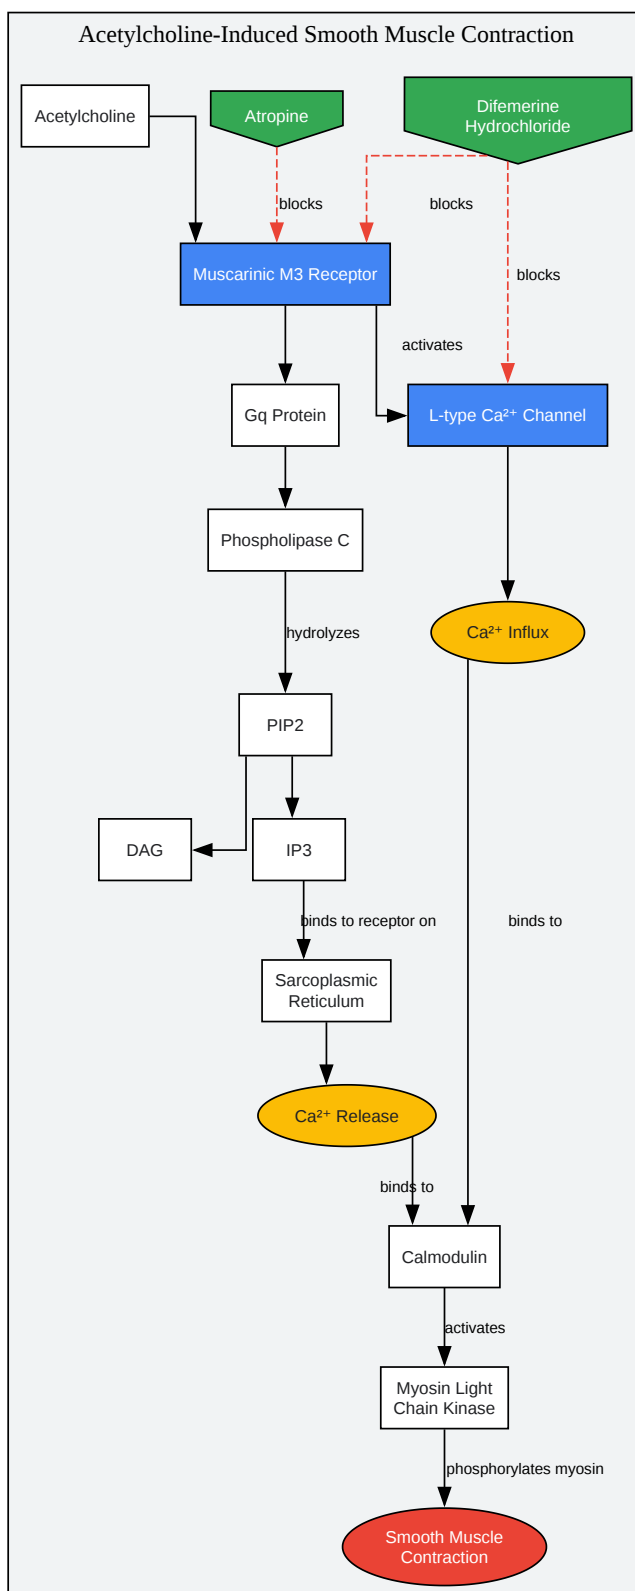 Acetylcholine-Induced Smooth Muscle Contraction
Acetylcholine
Atropine
Difemerine
Hydrochloride
blocks
blocks
blocks
Muscarinic M3 Receptor
activates
Gq Protein
L-type Ca²⁺ Channel
Phospholipase C
hydrolyzes
Ca²⁺ Influx
PIP2
DAG
IP3
binds to receptor on
binds to
Sarcoplasmic
Reticulum
Ca²⁺ Release
binds to
Calmodulin
activates
Myosin Light
Chain Kinase
phosphorylates myosin
Smooth Muscle
Contraction